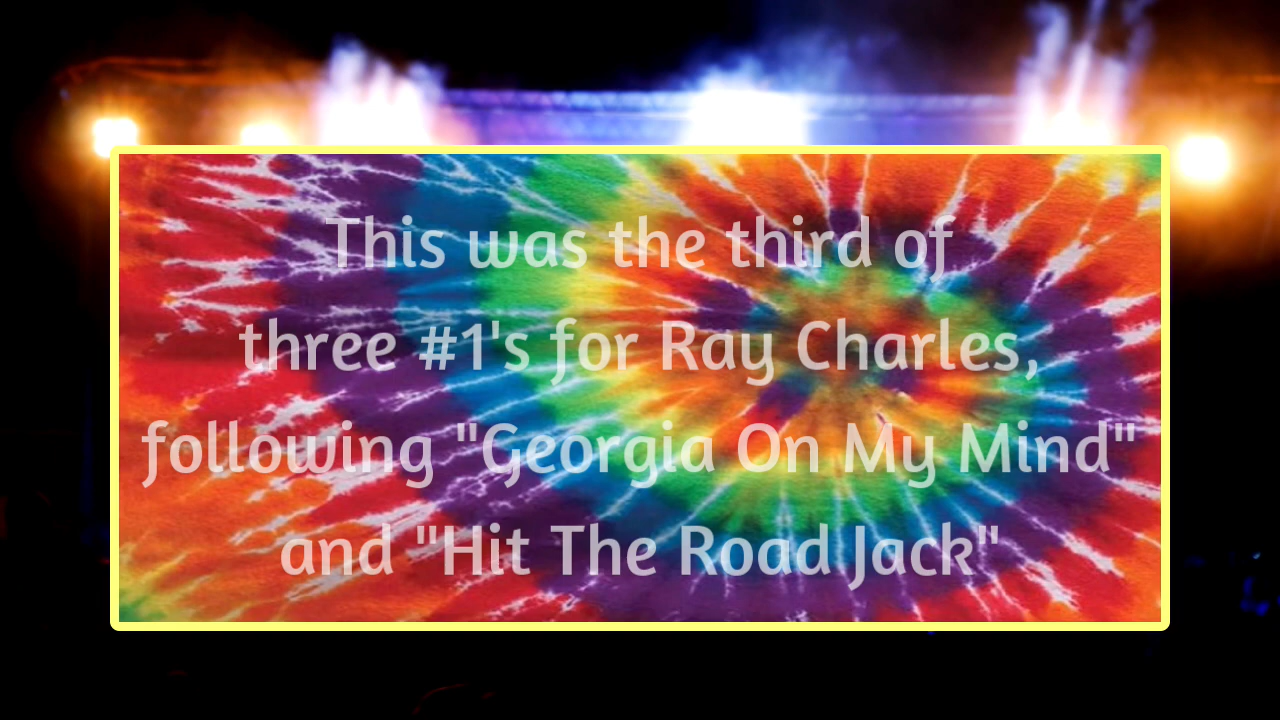 This was the third of
three #1's for Ray Charles,
following "Georgia On My Mind"
and "Hit The Road Jack"